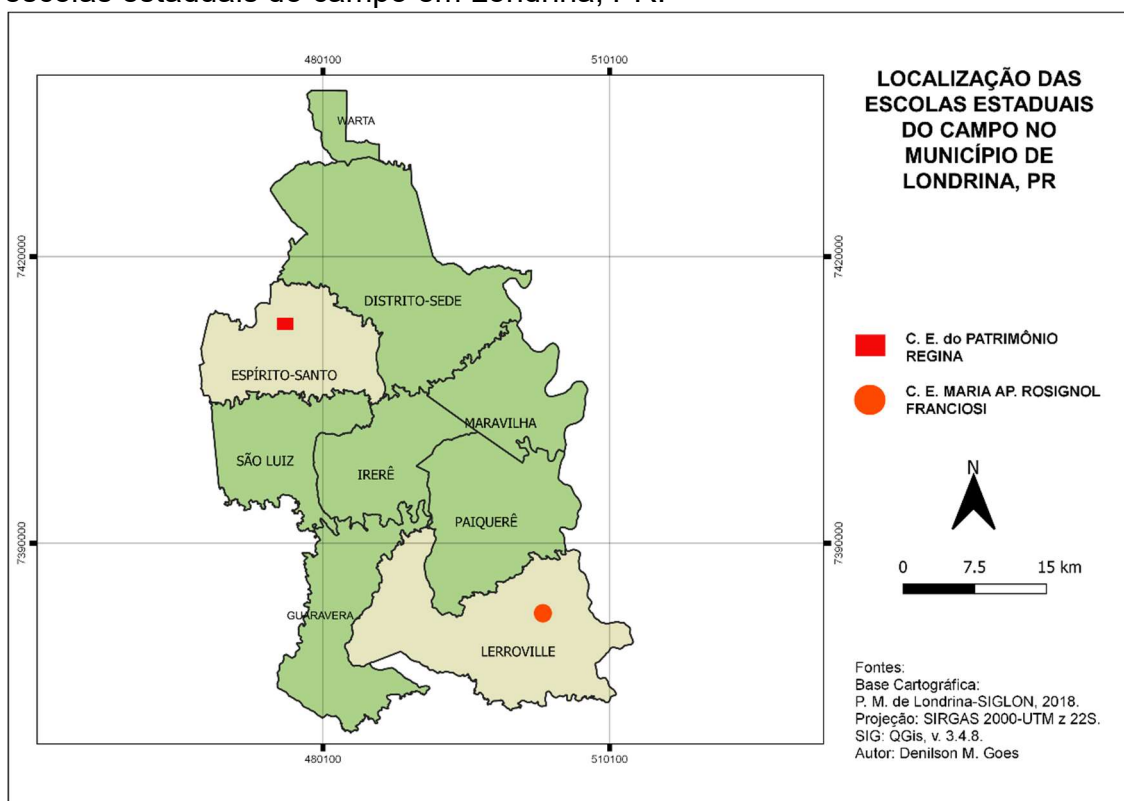 escolas estaduais do campo em Londrina, PR.
480100
510100
LOCALIZAÇÃO DAS
ESCOLAS ESTADUAIS
DO CAMPO NO
MUNICÍPIO DE
LONDRINA, PR
WARTA
7420000
7420000
DISTRITO-SEDE
ESPÍRITO-SANTO
C. E. do PATRIMÔNIO
REGINA
C. E. MARIA AP. ROSIGNOL
FRANCIOSI
MARAVILHA
SÃO LUIZ
IRERÊ
N
PAIQUERÊ
7390000
7390000
0 7.5 15 km
GUARAVERA
LERROVILLE
Fontes:
Base Cartográfica:
P. M. de Londrina-SIGLON, 2018.
Projeção: SIRGAS 2000-UTM z 22S.
SIG: QGis, v. 3.4.8.
Autor: Denilson M. Goes
480100
510100